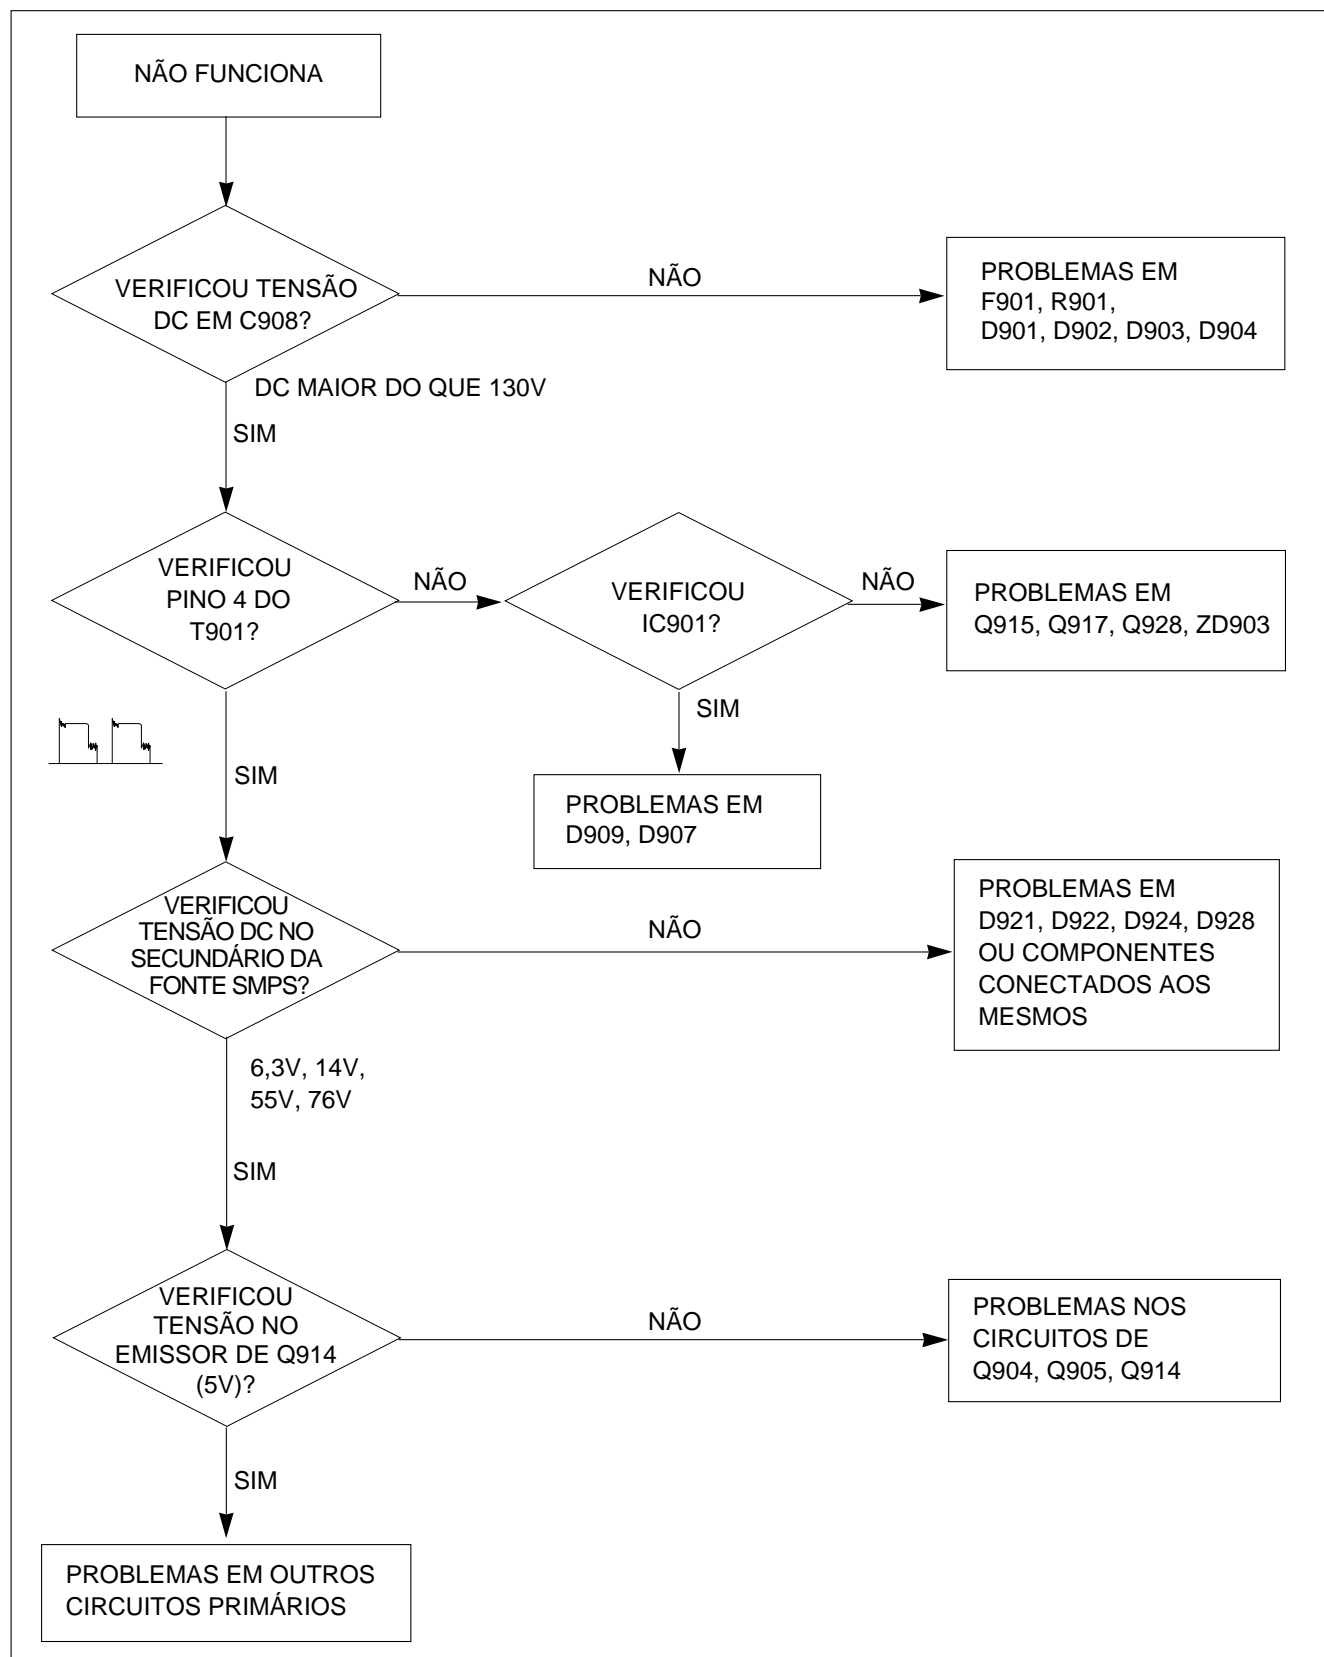 NÃO FUNCIONA
VERIFICOU TENSÃO
DC EM C908?
NÃO
PROBLEMAS EM
F901, R901,
D901, D902, D903, D904
DC MAIOR DO QUE 130V
SIM
VERIFICOU
PINO 4 DO
T901?
NÃO
VERIFICOU
IC901?
NÃO
PROBLEMAS EM
Q915, Q917, Q928, ZD903
SIM
PROBLEMAS EM
D909, D907
SIM
VERIFICOU
TENSÃO DC NO
SECUNDÁRIO DA
FONTE SMPS?
NÃO
PROBLEMAS EM
D921, D922, D924, D928
OU COMPONENTES
CONECTADOS AOS
MESMOS
6,3V, 14V,
55V, 76V
SIM
VERIFICOU
TENSÃO NO
EMISSOR DE Q914
(5V)?
NÃO
PROBLEMAS NOS
CIRCUITOS DE
Q904, Q905, Q914
SIM
PROBLEMAS EM OUTROS
CIRCUITOS PRIMÁRIOS